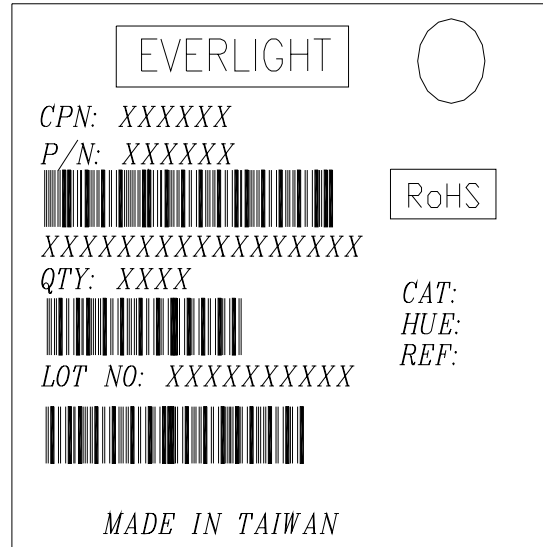 EVERLIGHT
CPN: XXXXXX
P/N: XXXXXX
RoHS
XXXXXXXXXXXXXXXXX
QTY: XXXX
CAT:
HUE:
REF:
LOT NO: XXXXXXXXXX
MADE IN TAIWAN